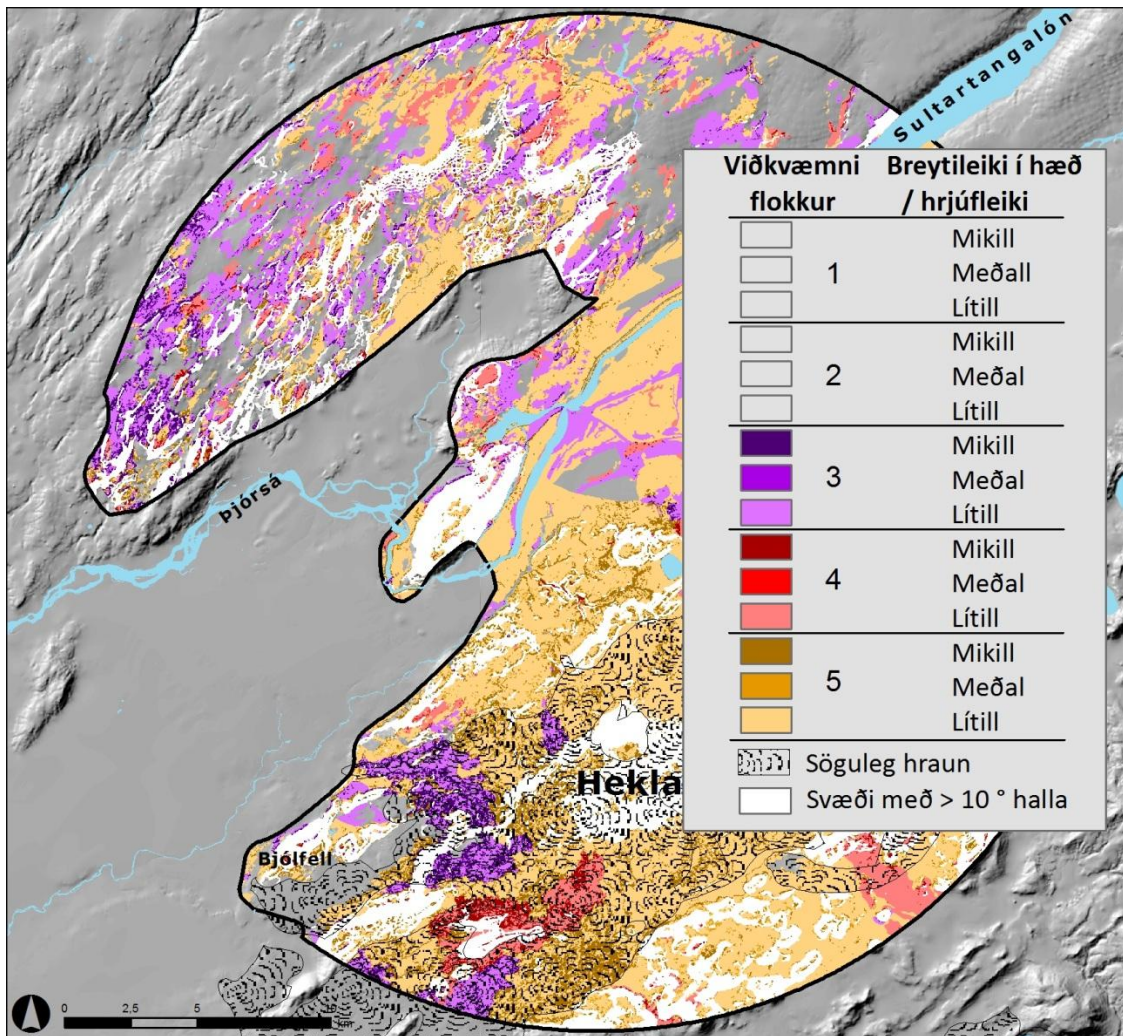 Sultartangalón
Viðkvæmni flokkur
Breytileiki í hæð / hrjúfleiki
Mikill
1 Meðall
Lítill
Mikill
2 Meðal
Lítill
Mikill
3 Meðal
Lítill
Mikill
4 Meðal
Lítill
Mikill
5 Meðal
Lítill
Söguleg hraun
Svæði með > 10 ° halla
Þjórsá
Hekla
Bjólfell
0 2,5 5 10
km